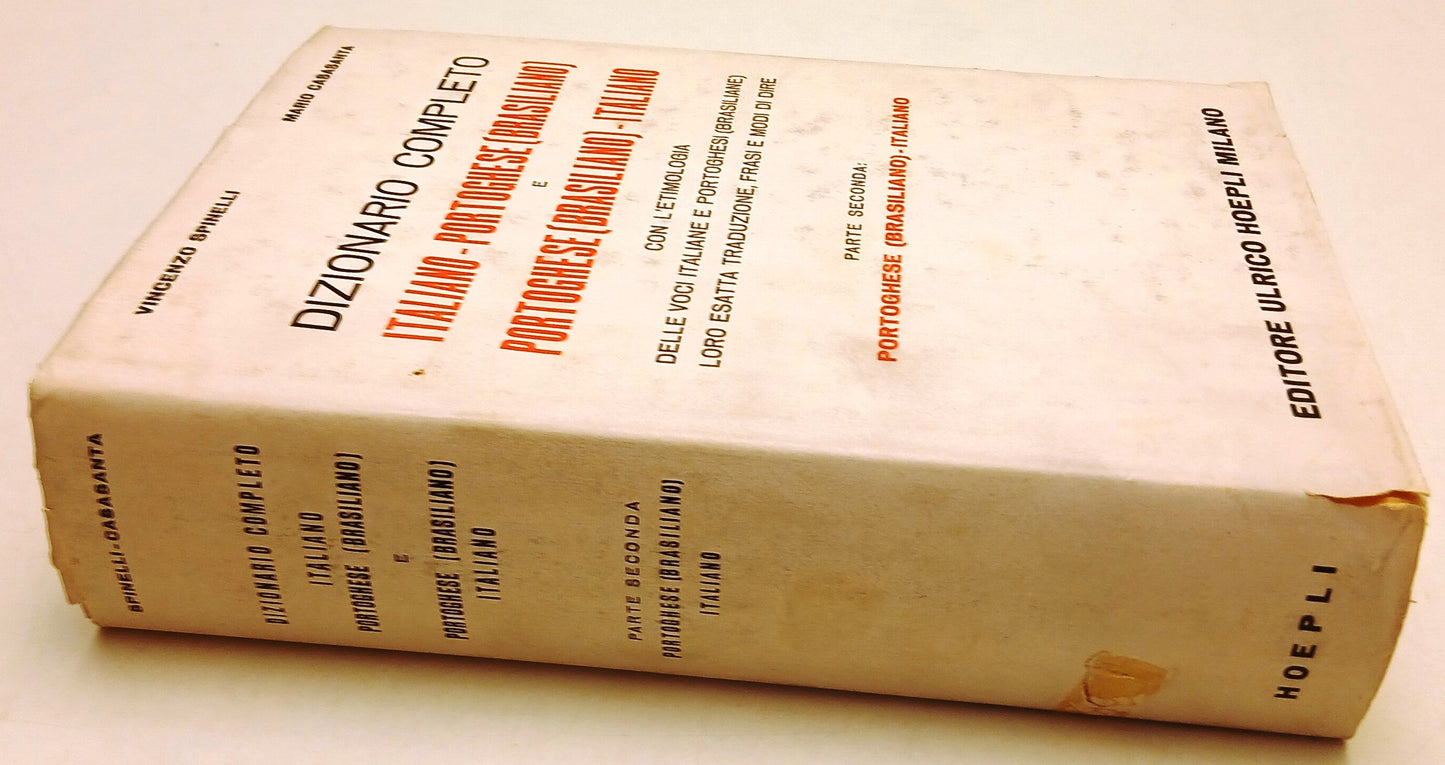 VINCENZO SPINELLI MARIO CASASANTA
DIZIONARIO COMPLETO
ITALIANO - PORTOGHESE (BRASILIANO)
E
PORTOGHESE (BRASILIANO) - ITALIANO
CON L'ETIMOLOGIA
DELLE VOCI ITALIANE E PORTOGHESI (BRASILIANE)
LORO ESATTA TRADUZIONE, FRASI E MODI DI DIRE
PARTE SECONDA:
PORTOGHESE (BRASILIANO) - ITALIANO
EDITORE ULRICO HOEPLI MILANO
SPINELLI - CASASANTA
DIZIONARIO COMPLETO
ITALIANO
PORTOGHESE (BRASILIANO)
E
PORTOGHESE (BRASILIANO)
ITALIANO
PARTE SECONDA
PORTOGHESE (BRASILIANO)
ITALIANO
HOEPLI